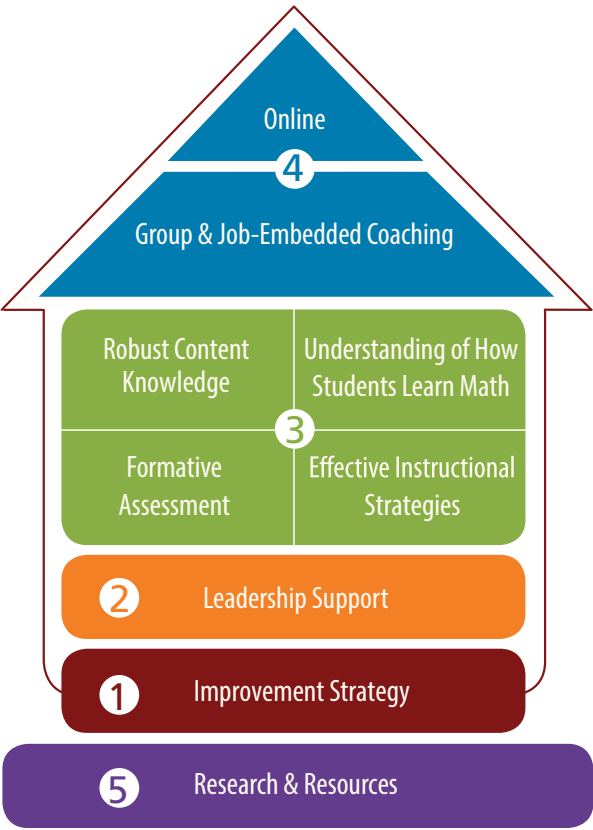 Online
4
Group & Job-Embedded Coaching
Robust Content
Knowledge
Understanding of How
Students Learn Math
3
Formative
Assessment
Effective Instructional
Strategies
2 Leadership Support
1 Improvement Strategy
5 Research & Resources